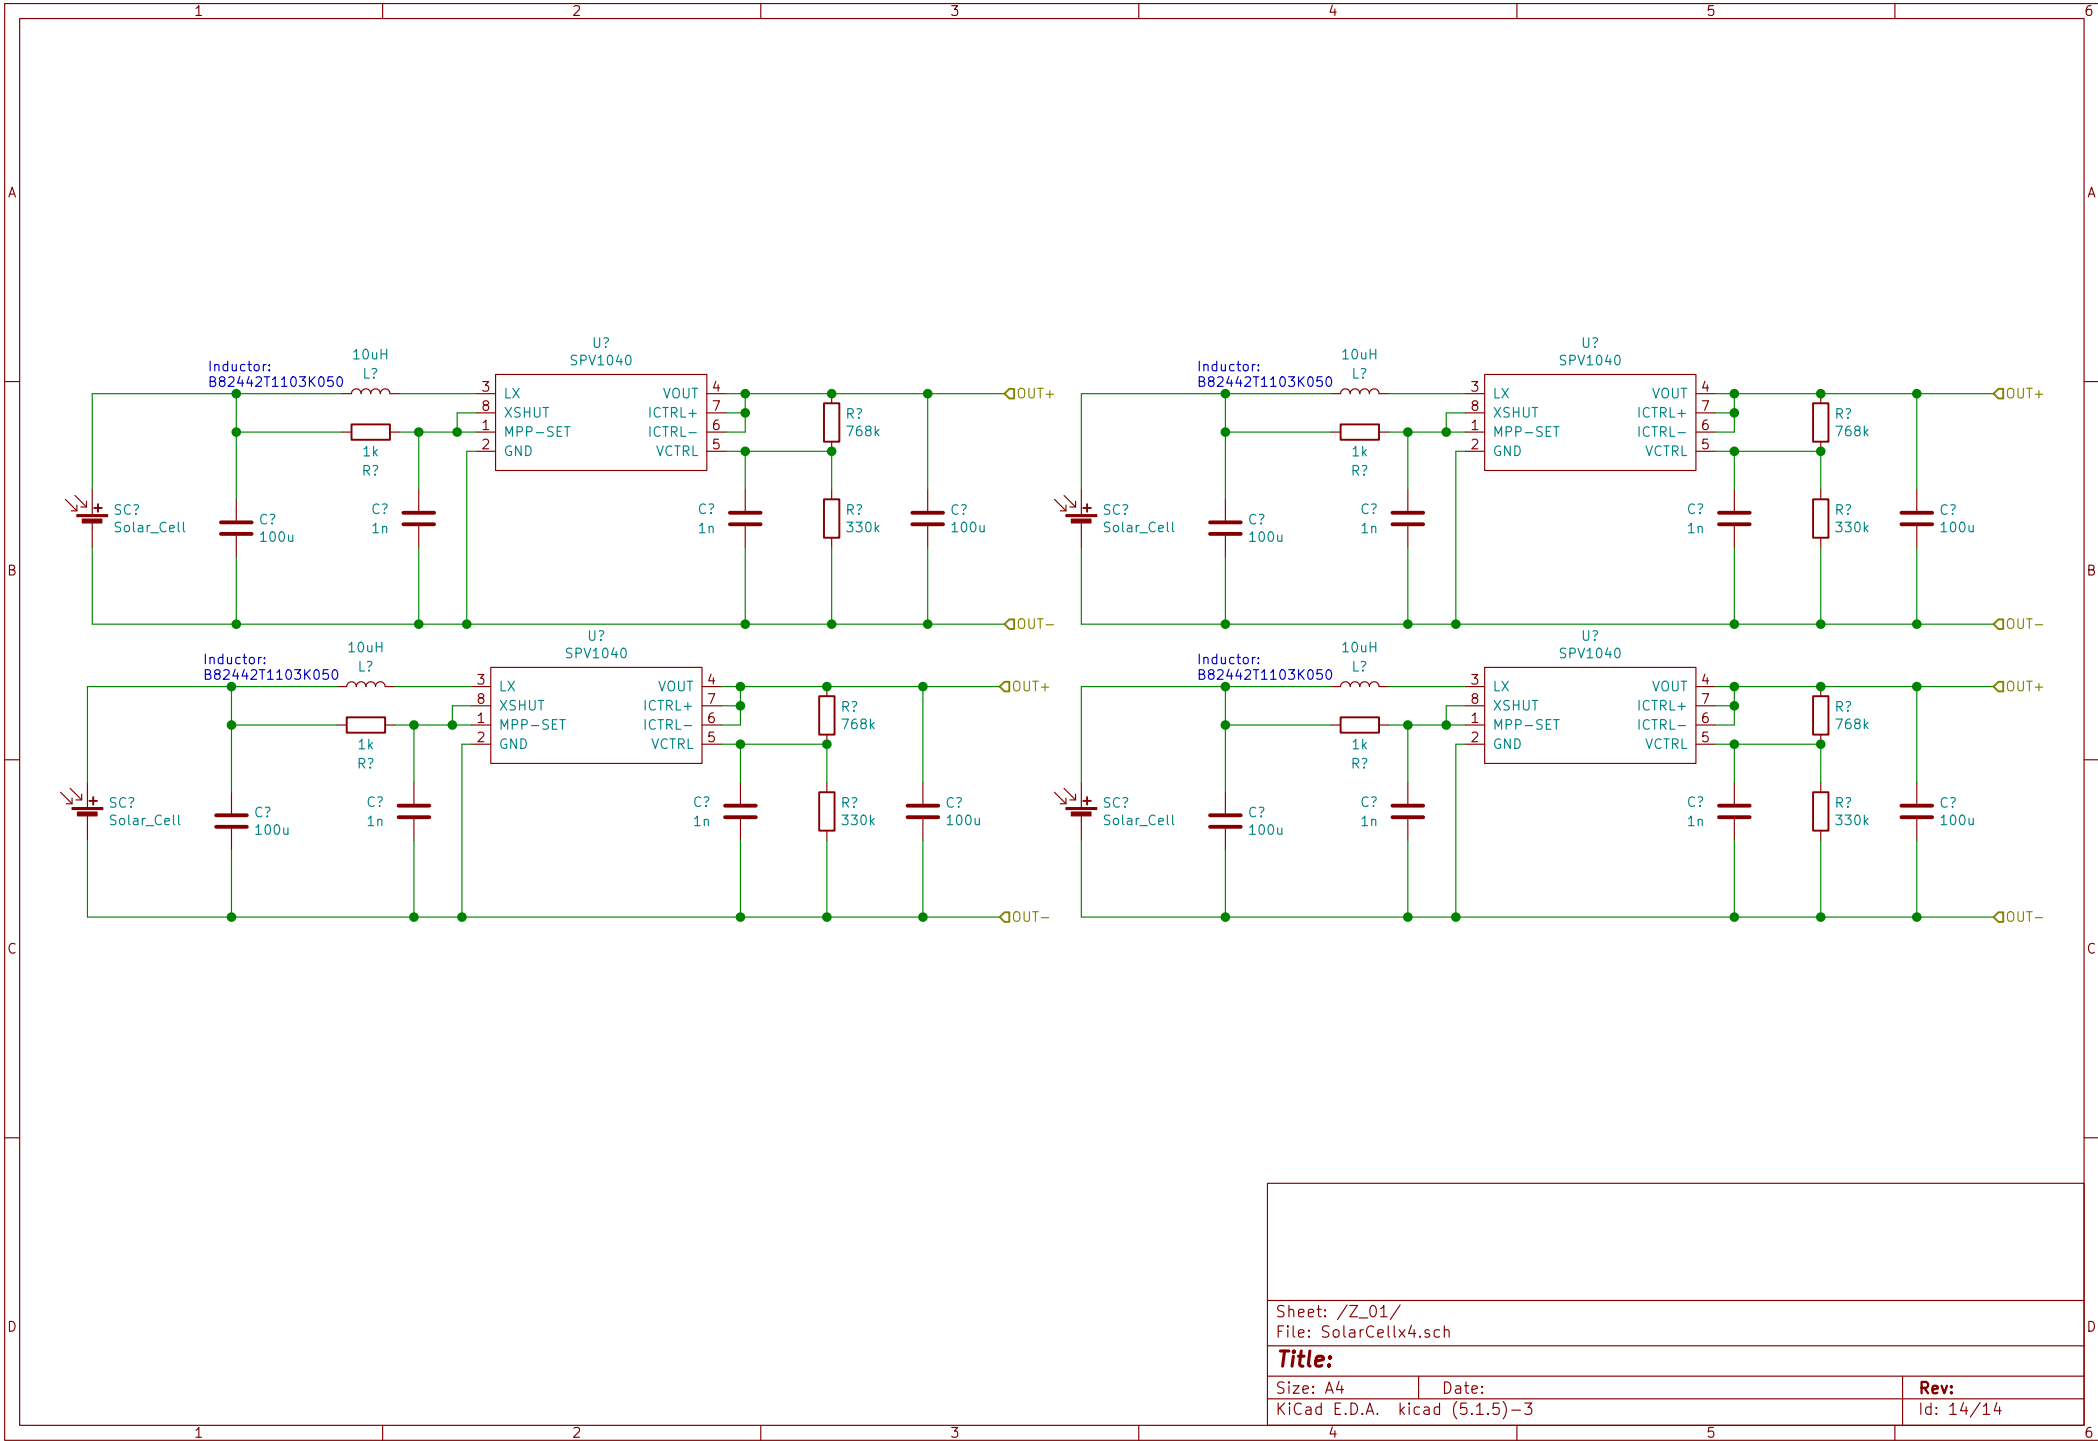 1 2 3 4 5 6
A A
B B
C C
D D
U?
SPV1040
10uH
L?
Inductor:
B82442T1103K050
3 LX
8 XSHUT
1 MPP-SET
2 GND
VOUT 4
ICTRL+ 7
ICTRL- 6
VCTRL 5
1k
R?
SC?
Solar_Cell
C?
100u
C?
1n
C?
1n
R?
768k
R?
330k
C?
100u
OUT+
OUT-
U?
SPV1040
10uH
L?
Inductor:
B82442T1103K050
3 LX
8 XSHUT
1 MPP-SET
2 GND
VOUT 4
ICTRL+ 7
ICTRL- 6
VCTRL 5
1k
R?
SC?
Solar_Cell
C?
100u
C?
1n
C?
1n
R?
768k
R?
330k
C?
100u
OUT+
OUT-
U?
SPV1040
10uH
L?
Inductor:
B82442T1103K050
3 LX
8 XSHUT
1 MPP-SET
2 GND
VOUT 4
ICTRL+ 7
ICTRL- 6
VCTRL 5
1k
R?
SC?
Solar_Cell
C?
100u
C?
1n
C?
1n
R?
768k
R?
330k
C?
100u
OUT+
OUT-
U?
SPV1040
10uH
L?
Inductor:
B82442T1103K050
3 LX
8 XSHUT
1 MPP-SET
2 GND
VOUT 4
ICTRL+ 7
ICTRL- 6
VCTRL 5
1k
R?
SC?
Solar_Cell
C?
100u
C?
1n
C?
1n
R?
768k
R?
330k
C?
100u
OUT+
OUT-
Sheet: /Z_01/
File: SolarCellx4.sch
Title:
Size: A4 Date: Rev:
KiCad E.D.A. kicad (5.1.5)-3 Id: 14/14
1 2 3 4 5 6